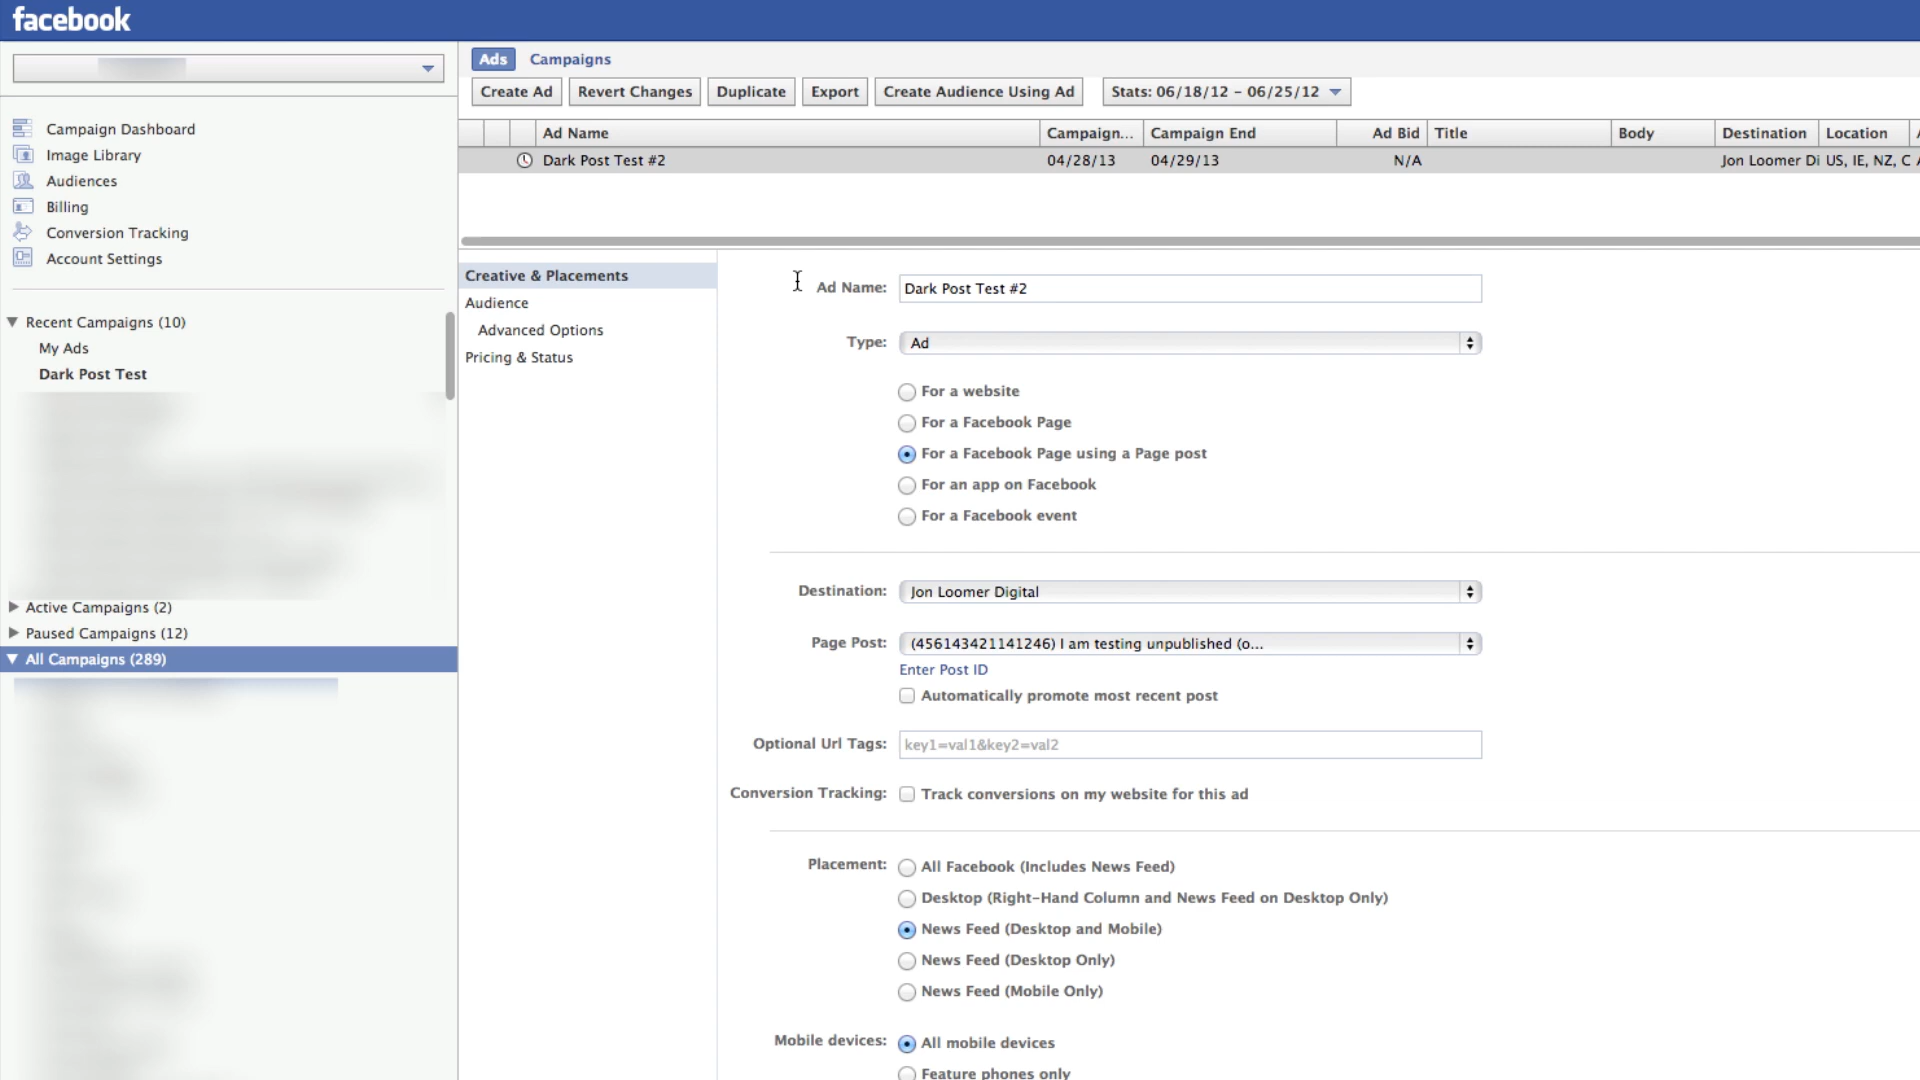 facebook
Ads Campaigns
Create Ad Revert Changes Duplicate Export Create Audience Using Ad Stats: 06/18/12 - 06/25/12
Campaign Dashboard
Image Library
Audiences
Billing
Conversion Tracking
Account Settings
Recent Campaigns (10)
My Ads
Dark Post Test
Active Campaigns (2)
Paused Campaigns (12)
All Campaigns (289)
Ad Name Campaign... Campaign End Ad Bid Title Body Destination Location
Dark Post Test #2 04/28/13 04/29/13 N/A Jon Loomer Di US, IE, NZ, C
Creative & Placements
Audience
Advanced Options
Pricing & Status
Ad Name: Dark Post Test #2
Type: Ad
For a website
For a Facebook Page
For a Facebook Page using a Page post
For an app on Facebook
For a Facebook event
Destination: Jon Loomer Digital
Page Post: (456143421141246) I am testing unpublished (o...
Enter Post ID
Automatically promote most recent post
Optional Url Tags: key1=val1&key2=val2
Conversion Tracking: Track conversions on my website for this ad
Placement: All Facebook (Includes News Feed)
Desktop (Right-Hand Column and News Feed on Desktop Only)
News Feed (Desktop and Mobile)
News Feed (Desktop Only)
News Feed (Mobile Only)
Mobile devices: All mobile devices
Feature phones only